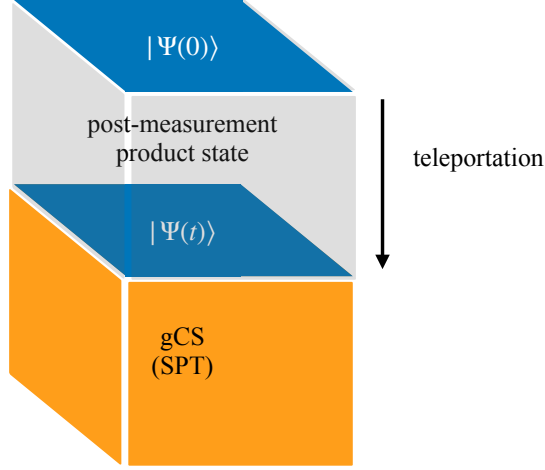 |Ψ(0)⟩
post-measurement
product state
teleportation
|Ψ(t)⟩
gCS
(SPT)